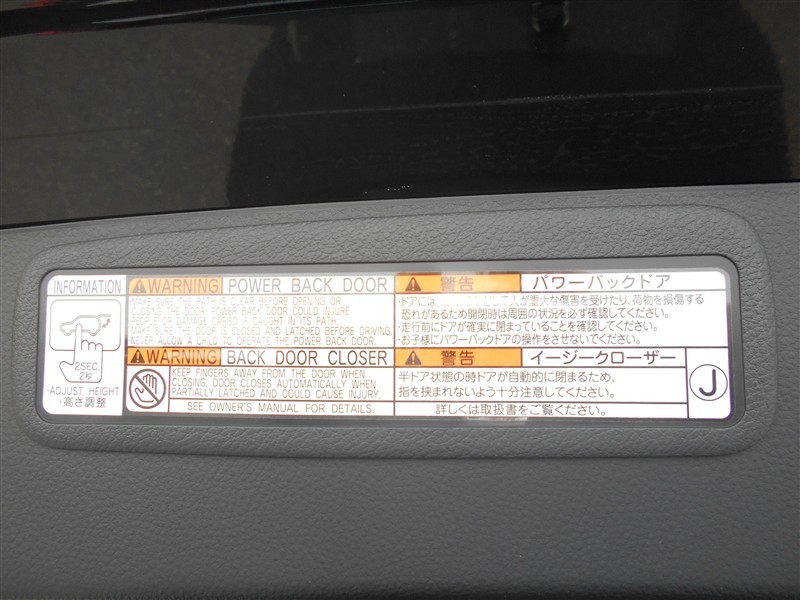 INFORMATION
2SEC.
2秒
·ADJUST HEIGHT
·高さ調整
WARNING POWER BACK DOOR
MAKE SURE THE PATH IS CLEAR BEFORE OPENING OR
CLOSING THE DOOR. POWER BACK DOOR COULD INJURE
SOMEONE OR DAMAGE CARGO IF CAUGHT IN ITS PATH.
MAKE SURE THE DOOR IS CLOSED AND LATCHED BEFORE DRIVING.
NEVER ALLOW A CHILD TO OPERATE THE POWER BACK DOOR.
WARNING BACK DOOR CLOSER
KEEP FINGERS AWAY FROM THE DOOR WHEN
CLOSING. DOOR CLOSES AUTOMATICALLY WHEN
PARTIALLY LATCHED AND COULD CAUSE INJURY.
SEE OWNER'S MANUAL FOR DETAILS.
警告 パワーバックドア
・ドアには 人が重大な傷害を受けたり、荷物を損傷する
恐れがあるため開閉時は周囲の状況を必ず確認してください。
・走行前にドアが確実に閉まっていることを確認してください。
・お子様にパワーバックドアの操作をさせないでください。
警告 イージークローザー
半ドア状態の時ドアが自動的に閉まるため、
指を挟まれないよう十分注意してください。
詳しくは取扱書をご覧ください。
J